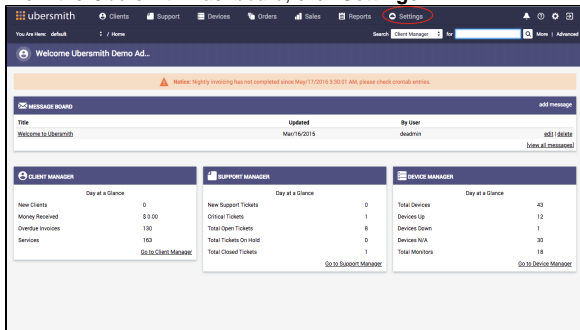 ubersmith Clients Support Devices Orders Sales Reports Settings
You Are Here: default / Home Search Client Manager for More | Advanced
Welcome Ubersmith Demo Ad...
Notice: Nightly invoicing has not completed since May/17/2016 3:30:01 AM, please check crontab entries.
MESSAGE BOARD add message
Title Updated By User
Welcome to Ubersmith Mar/16/2015 deadmin edit | delete
[view all messages]
CLIENT MANAGER
Day at a Glance
New Clients 0
Money Received $ 0.00
Overdue Invoices 130
Services 163
Go to Client Manager
SUPPORT MANAGER
Day at a Glance
New Support Tickets 0
Critical Tickets 1
Total Open Tickets 8
Total Tickets On Hold 0
Total Closed Tickets 1
Go to Support Manager
DEVICE MANAGER
Day at a Glance
Total Devices 43
Devices Up 12
Devices Down 1
Devices N/A 30
Total Monitors 18
Go to Device Manager